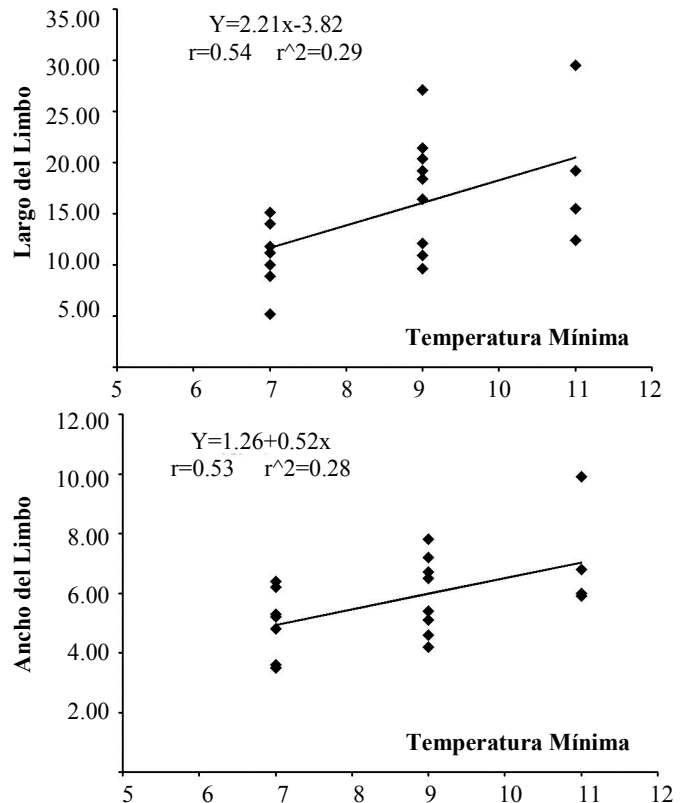 Y=2.21x-3.82
r=0.54 r^2=0.29
35.00
30.00
25.00
20.00
15.00
10.00
5.00
Largo del Limbo
Temperatura Mínima
5 6 7 8 9 10 11 12
Y=1.26+0.52x
r=0.53 r^2=0.28
12.00
10.00
8.00
6.00
4.00
2.00
Ancho del Limbo
Temperatura Mínima
5 6 7 8 9 10 11 12